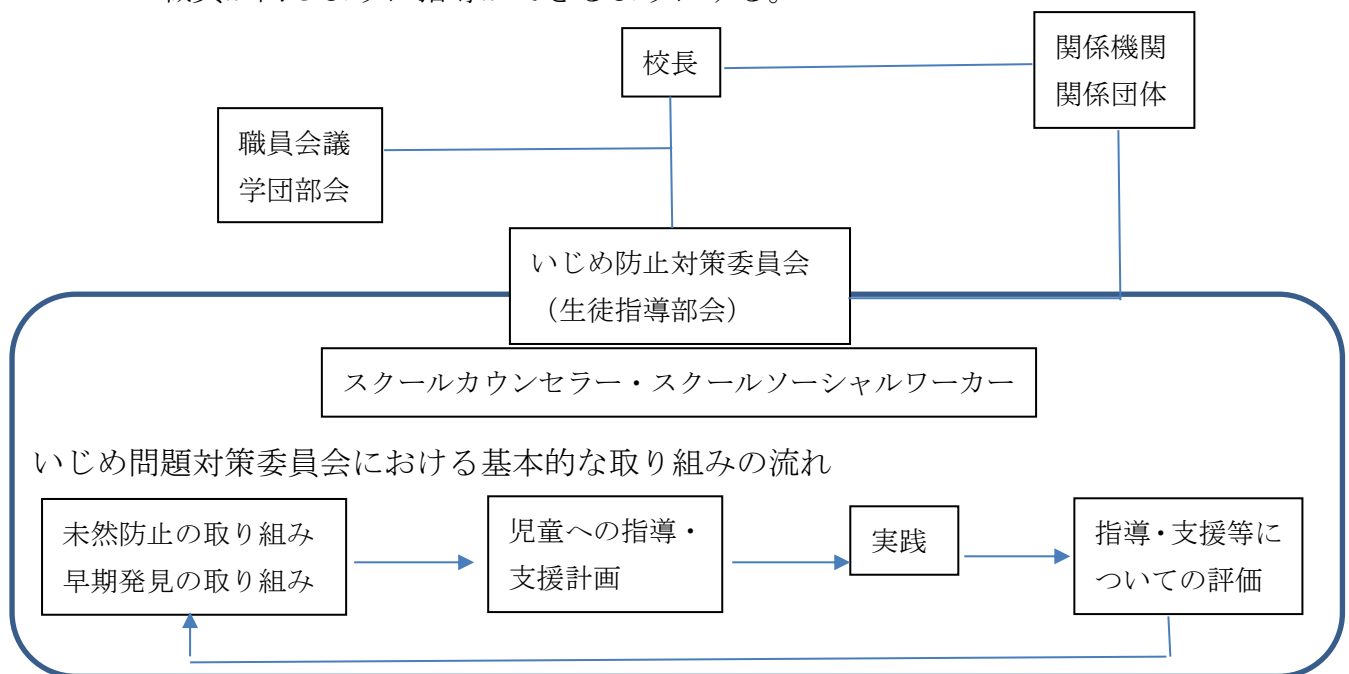 校長
関係機関
関係団体
職員会議
学団部会
いじめ防止対策委員会
（生徒指導部会）
スクールカウンセラー・スクールソーシャルワーカー
いじめ問題対策委員会における基本的な取り組みの流れ
未然防止の取り組み
早期発見の取り組み
児童への指導・
支援計画
実践
指導・支援等に
ついての評価